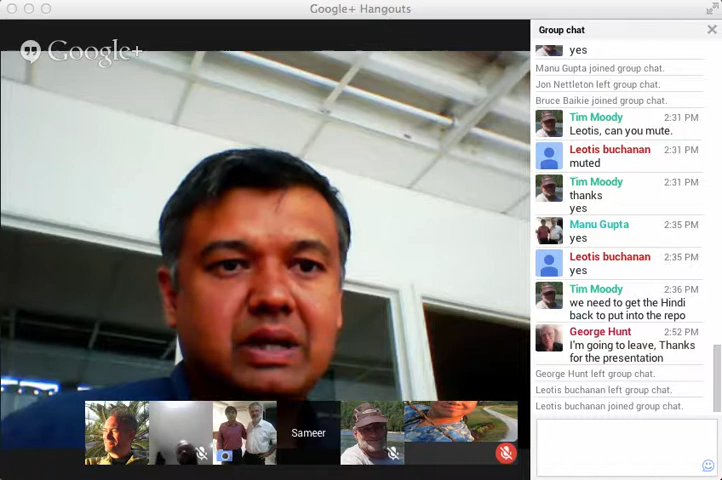 Google+ Hangouts
Google+
Sameer
Group chat
yes
Manu Gupta joined group chat.
Jon Nettleton left group chat.
Bruce Baikie joined group chat.
Tim Moody 2:31 PM
Leotis, can you mute.
Leotis buchanan 2:31 PM
muted
Tim Moody 2:31 PM
thanks
yes
Manu Gupta 2:35 PM
yes
Leotis buchanan 2:35 PM
yes
Tim Moody 2:36 PM
we need to get the Hindi
back to put into the repo
George Hunt 2:52 PM
I'm going to leave, Thanks
for the presentation
George Hunt left group chat.
Leotis buchanan left group chat.
Leotis buchanan joined group chat.